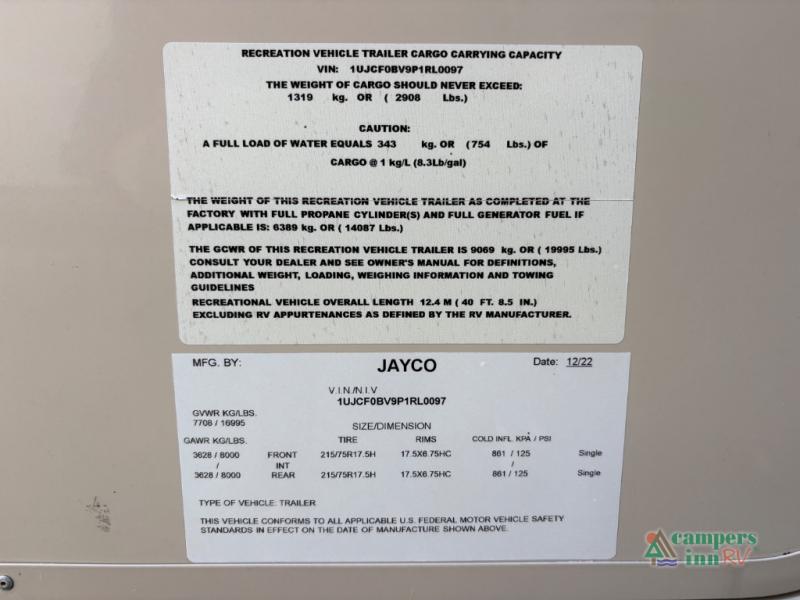 RECREATION VEHICLE TRAILER CARGO CARRYING CAPACITY
VIN: 1UJCF0BV9P1RL0097
THE WEIGHT OF CARGO SHOULD NEVER EXCEED:
1319 kg. OR ( 2908 Lbs.)
CAUTION:
A FULL LOAD OF WATER EQUALS 343 kg. OR (754 Lbs.) OF
CARGO @ 1 kg/L (8.3Lb/gal)
THE WEIGHT OF THIS RECREATION VEHICLE TRAILER AS COMPLETED AT THE
FACTORY WITH FULL PROPANE CYLINDER(S) AND FULL GENERATOR FUEL IF
APPLICABLE IS: 6389 kg. OR ( 14087 Lbs.)
THE GCWR OF THIS RECREATION VEHICLE TRAILER IS 9069 kg. OR ( 19995 Lbs.)
CONSULT YOUR DEALER AND SEE OWNER'S MANUAL FOR DEFINITIONS,
ADDITIONAL WEIGHT, LOADING, WEIGHING INFORMATION AND TOWING
GUIDELINES
RECREATIONAL VEHICLE OVERALL LENGTH 12.4 M ( 40 FT. 8.5 IN.)
EXCLUDING RV APPURTENANCES AS DEFINED BY THE RV MANUFACTURER.
MFG. BY: JAYCO Date: 12/22
V.I.N./N.I.V
1UJCF0BV9P1RL0097
GVWR KG/LBS.
7708 / 16995
SIZE/DIMENSION
GAWR KG/LBS. TIRE RIMS COLD INFL. KPA / PSI
3628 / 8000 FRONT 215/75R17.5H 17.5X6.75HC 861 / 125 Single
/ INT /
3628 / 8000 REAR 215/75R17.5H 17.5X6.75HC 861 / 125 Single
TYPE OF VEHICLE: TRAILER
THIS VEHICLE CONFORMS TO ALL APPLICABLE U.S. FEDERAL MOTOR VEHICLE SAFETY
STANDARDS IN EFFECT ON THE DATE OF MANUFACTURE SHOWN ABOVE.
campers
inn RV